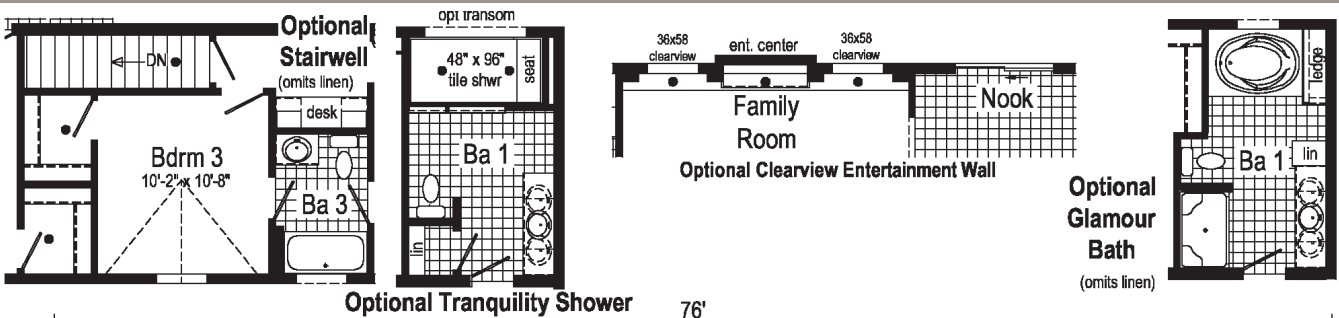 Optional
Stairwell
(omits linen)
DN
desk
Bdrm 3
10'-2" x 10'-8"
Ba 3
opt transom
48" x 96"
tile shwr
seat
Ba 1
lin
Optional Tranquility Shower
36x58
clearview
ent. center
36x58
clearview
Family
Room
Nook
Optional Clearview Entertainment Wall
76'
ledge
Ba 1
lin
Optional
Glamour
Bath
(omits linen)